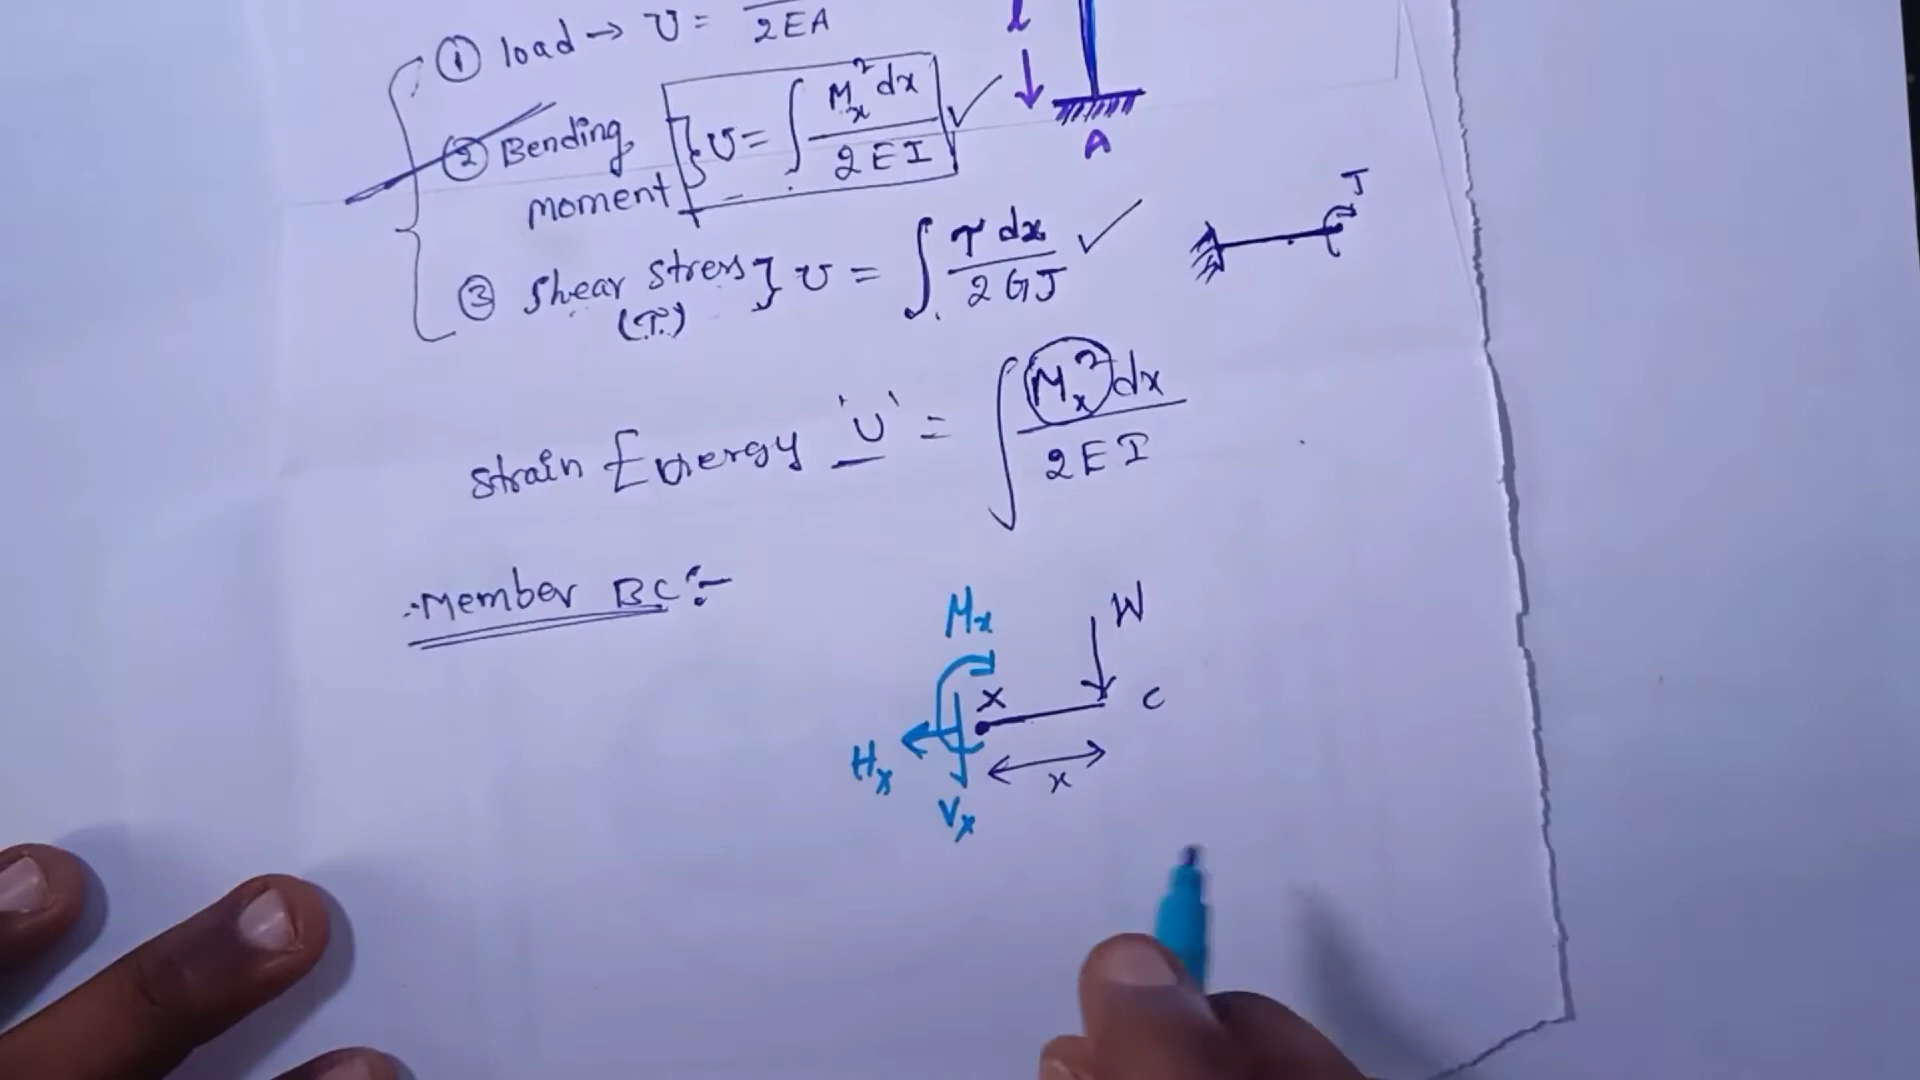 ① load → U = / 2EA
l
② Bending moment } U = ∫ Mx² dx / 2EI ✓
A
③ Shear stress (T) } U = ∫ T dx / 2GJ ✓
J
Strain Energy 'U' = ∫ Mx² dx / 2EI
Member BC :-
Mx
W
x
C
Hx
x
Vx